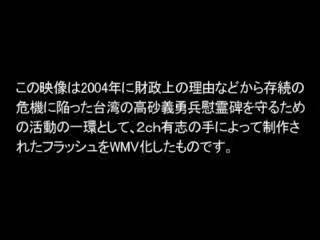 この映像は2004年に財政上の理由などから存続の
危機に陥った台湾の高砂義勇兵慰霊碑を守るため
の活動の一環として、2ch有志の手によって制作さ
れたフラッシュをWMV化したものです。